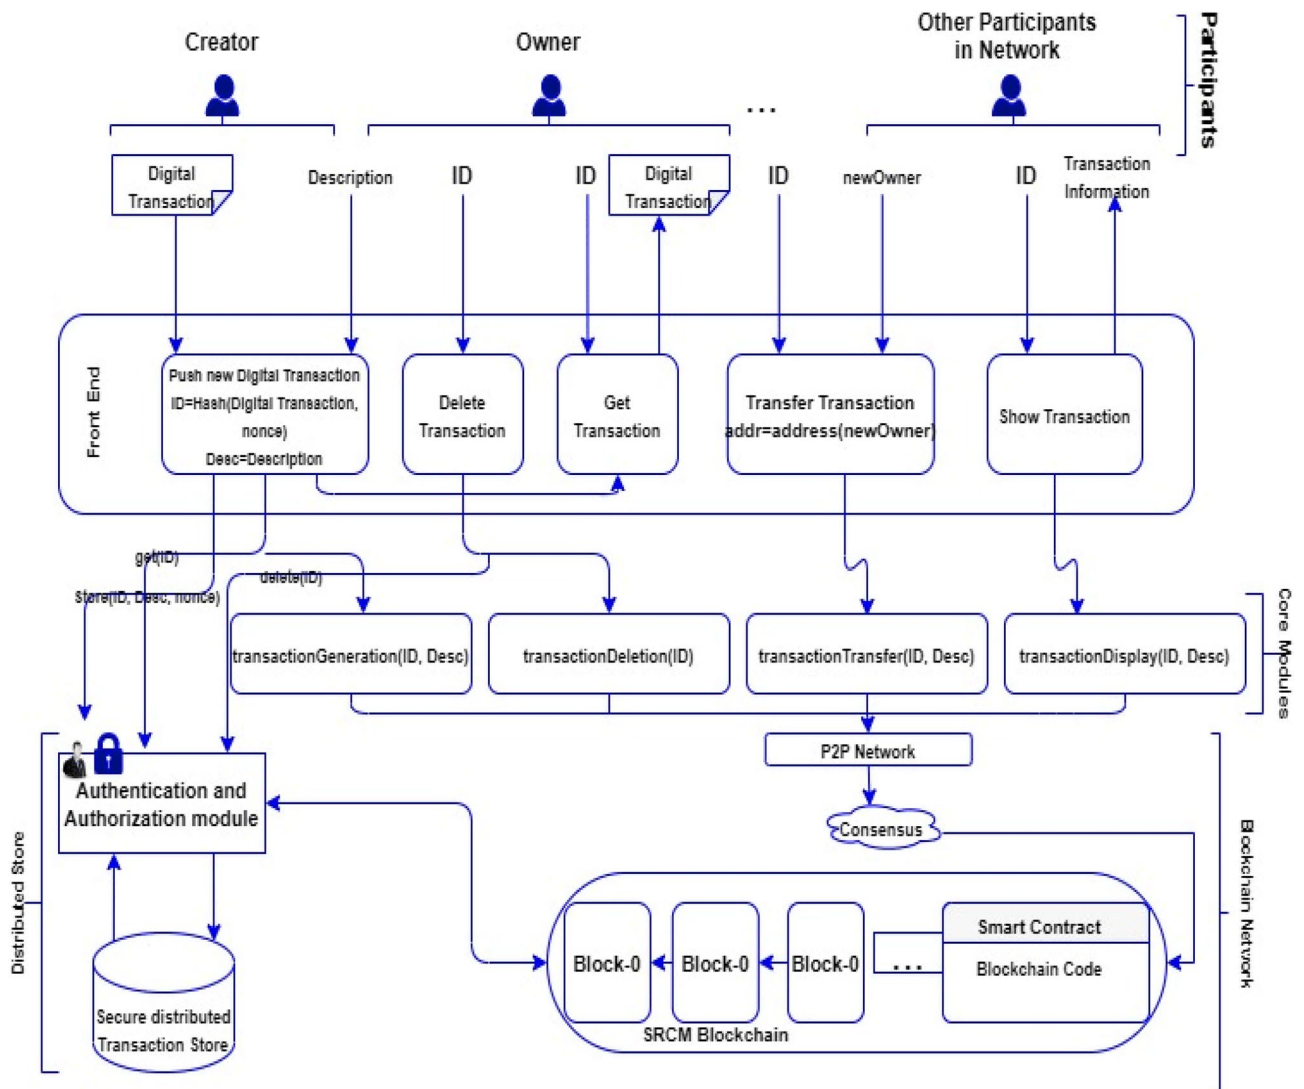 Creator
Owner
Other Participants
in Network
Participants
...
Digital
Transaction
Description
ID
ID
Digital
Transaction
ID
newOwner
ID
Transaction
Information
Front End
Push new Digital Transaction
ID=Hash(Digital Transaction,
nonce)
Desc=Description
Delete
Transaction
Get
Transaction
Transfer Transaction
addr=address(newOwner)
Show Transaction
get(ID)
delete(ID)
Store(ID, Desc, nonce)
transactionGeneration(ID, Desc)
transactionDeletion(ID)
transactionTransfer(ID, Desc)
transactionDisplay(ID, Desc)
Core Modules
P2P Network
Authentication and
Authorization module
Consensus
Distributed Store
Blockchain Network
Block-0
Block-0
Block-0
...
Smart Contract
Blockchain Code
SRCM Blockchain
Secure distributed
Transaction Store